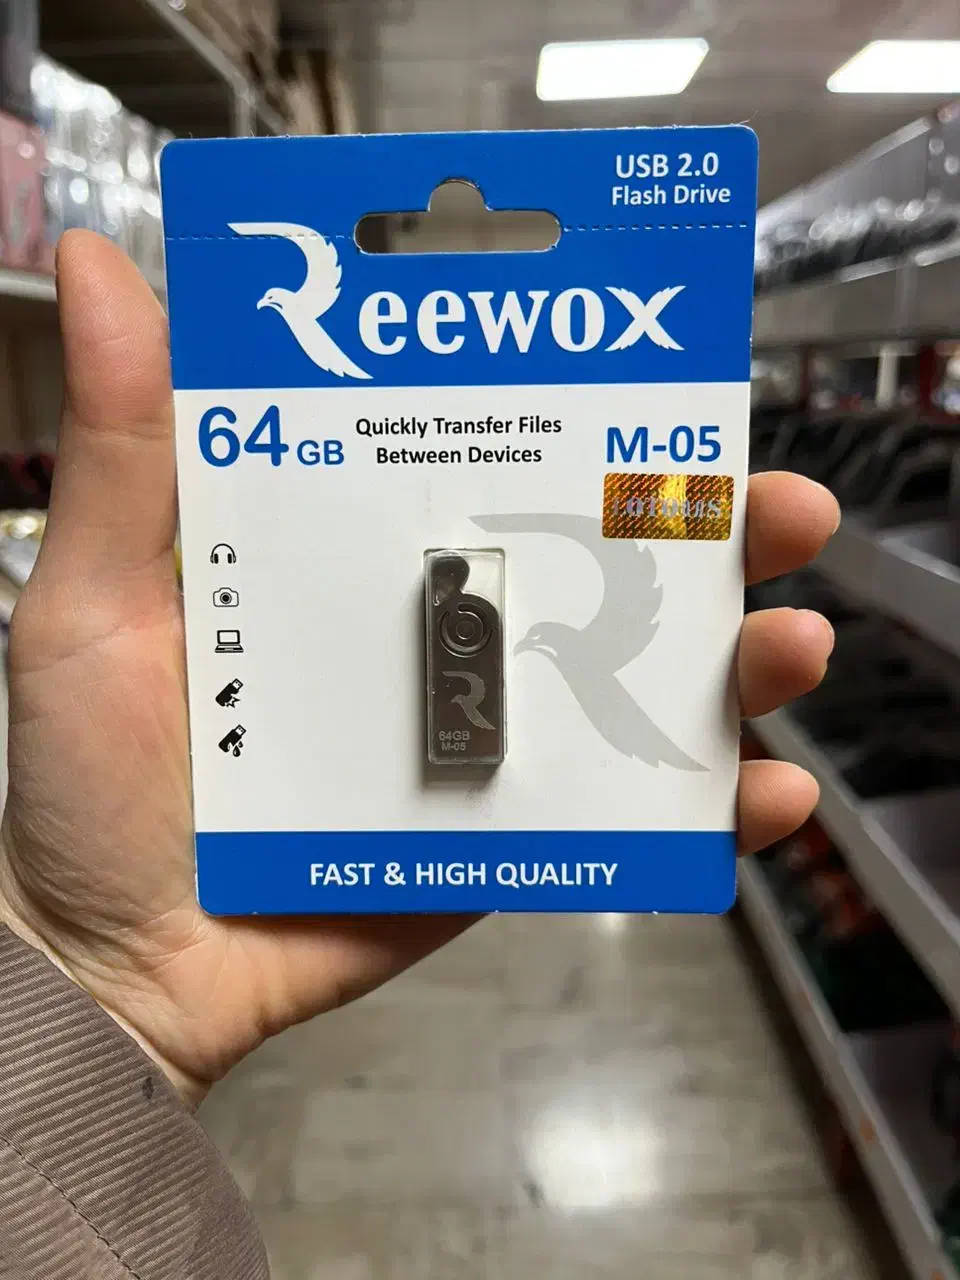 USB 2.0
Flash Drive
Reewox
64 GB
Quickly Transfer Files
Between Devices
M-05
64GB
M-05
FAST & HIGH QUALITY